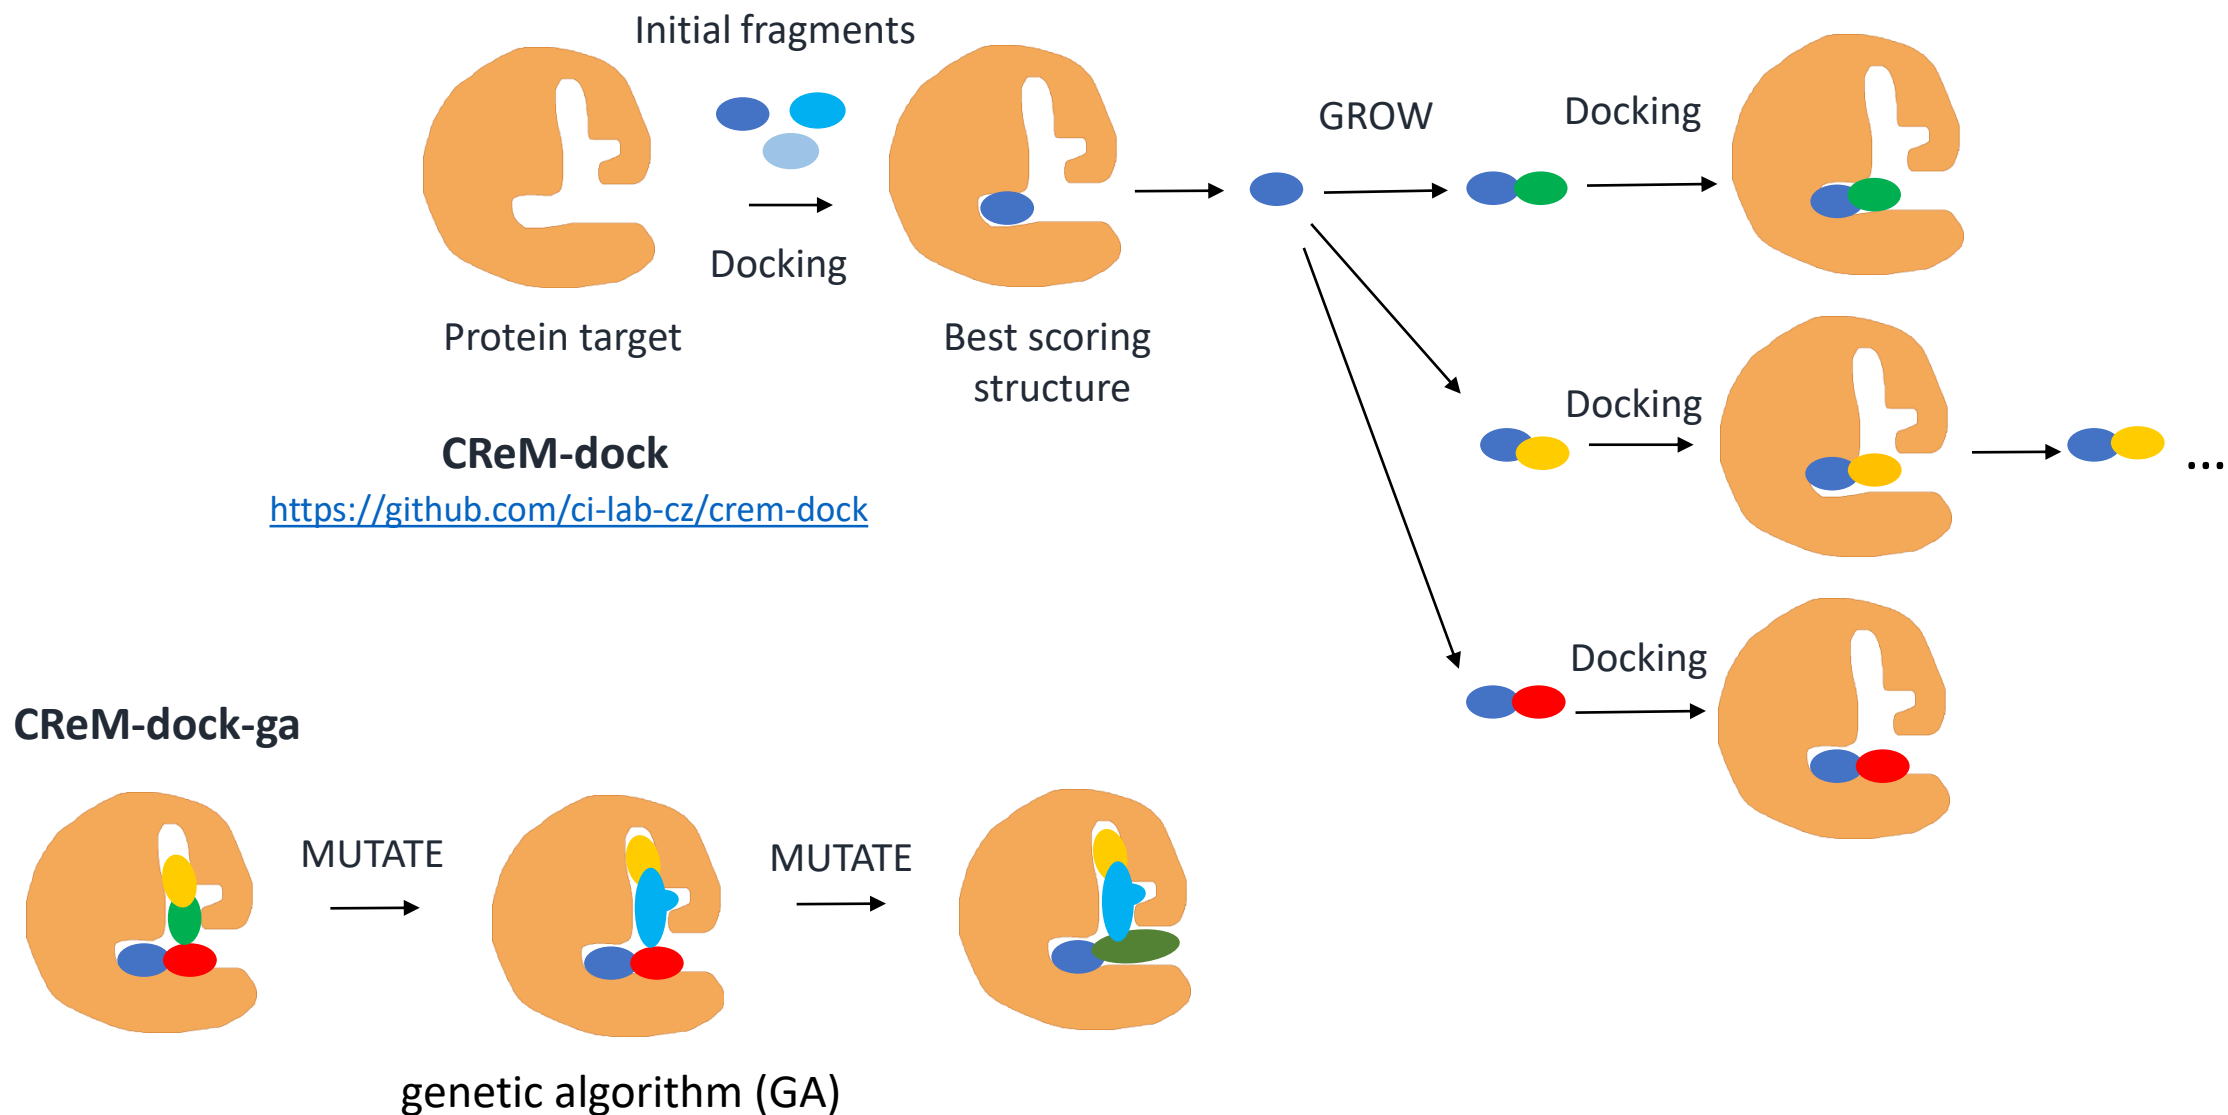 Initial fragments
Docking
Protein target
Best scoring
structure
GROW
Docking
Docking
...
Docking
CReM-dock
https://github.com/ci-lab-cz/crem-dock
CReM-dock-ga
MUTATE
MUTATE
genetic algorithm (GA)